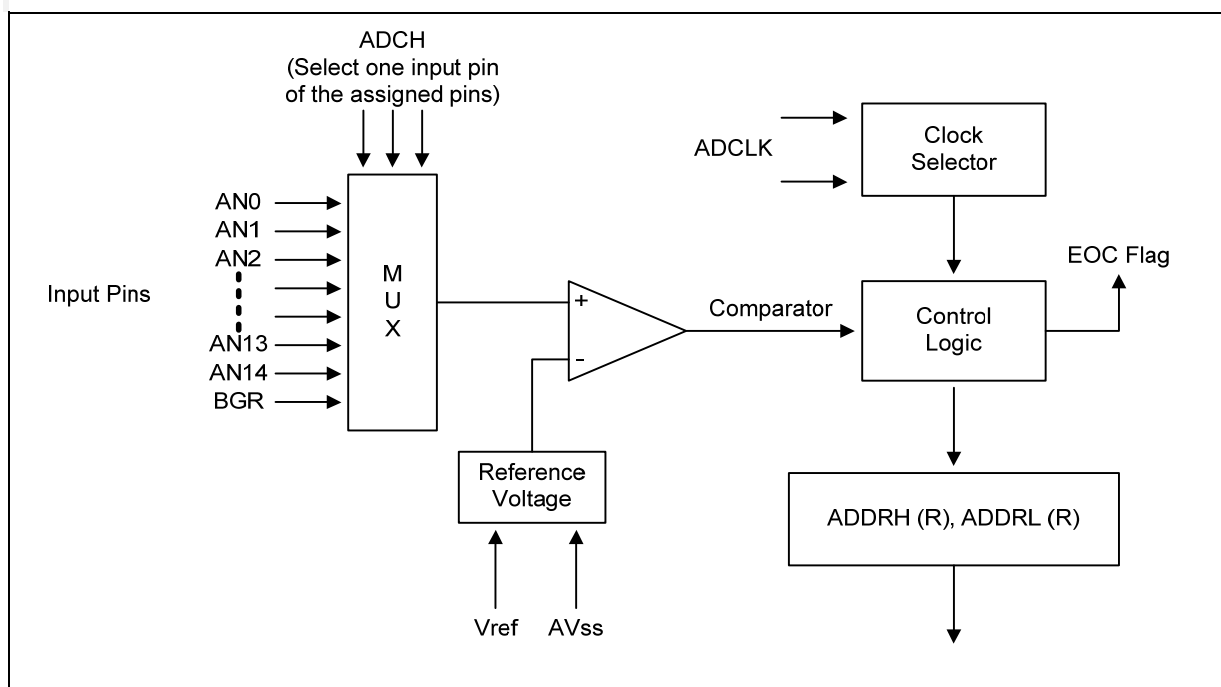 ADCH
(Select one input pin
of the assigned pins)
ADCLK
Clock
Selector
AN0
AN1
AN2
AN13
AN14
BGR
Input Pins
M
U
X
+
-
Comparator
Control
Logic
EOC Flag
Reference
Voltage
Vref
AVss
ADDRH (R), ADDRL (R)